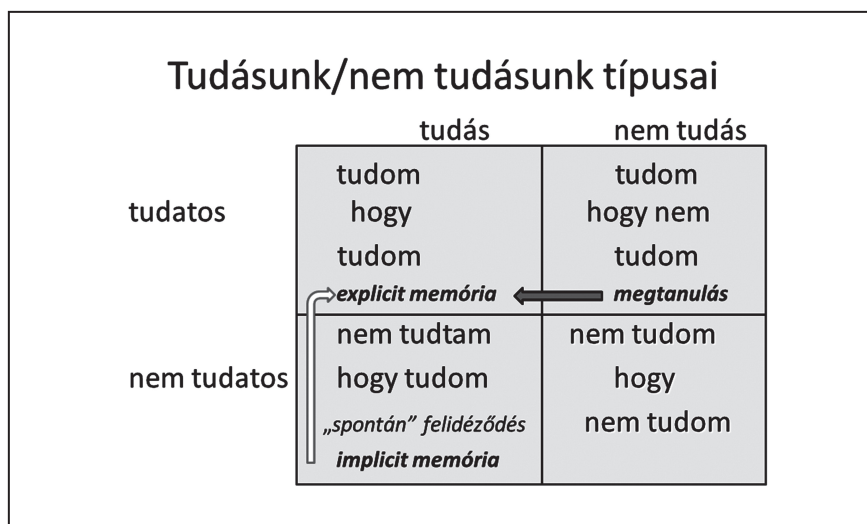 Tudásunk/nem tudásunk típusai
tudás nem tudás
tudatos
tudom
hogy
tudom
explicit memória
tudom
hogy nem
tudom
megtanulás
nem tudatos
nem tudtam
hogy tudom
„spontán” felidéződés
implicit memória
nem tudom
hogy
nem tudom